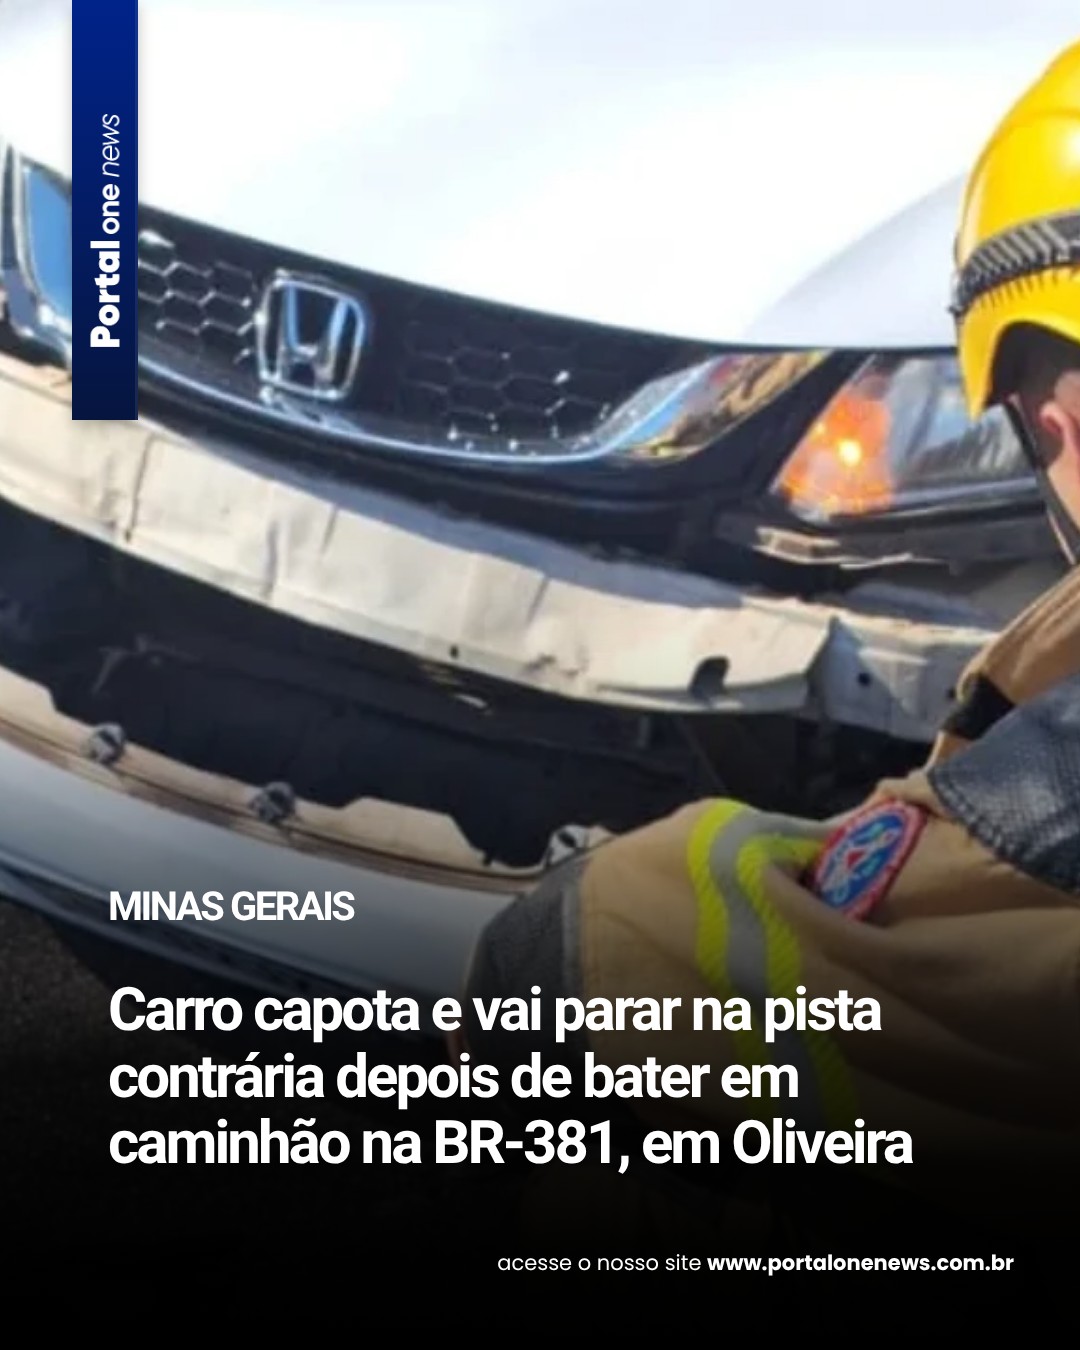 Portal one news
MINAS GERAIS
Carro capota e vai parar na pista
contrária depois de bater em
caminhão na BR-381, em Oliveira
acesse o nosso site www.portalonenews.com.br